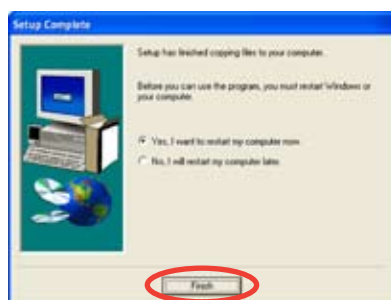 Setup Complete
Setup has finished copying files to your computer.
Before you can use the program, you must restart Windows or
your computer.
Yes, I want to restart my computer now.
No, I will restart my computer later.
Finish